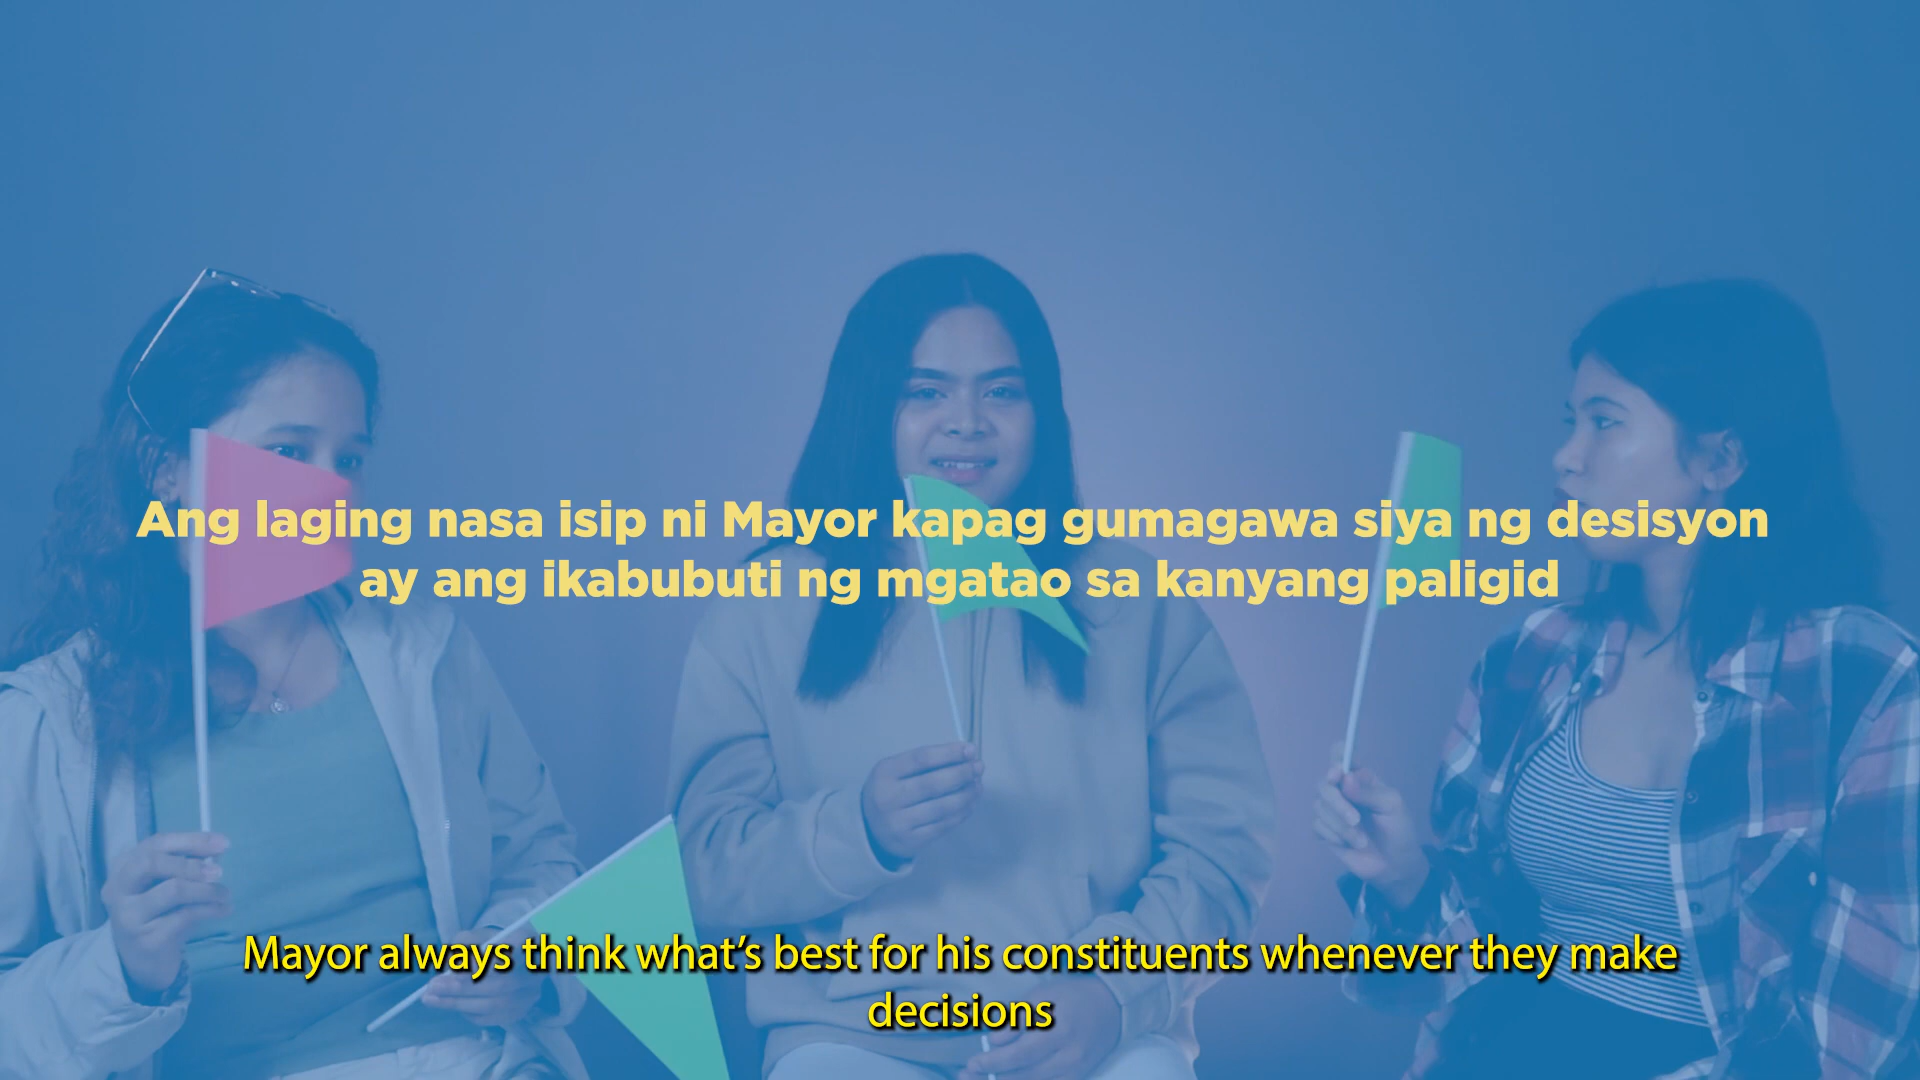 Ang laging nasa isip ni Mayor kapag gumagawa siya ng desisyon
ay ang ikabubuti ng mgatao sa kanyang paligid
Mayor always think what's best for his constituents whenever they make
decisions